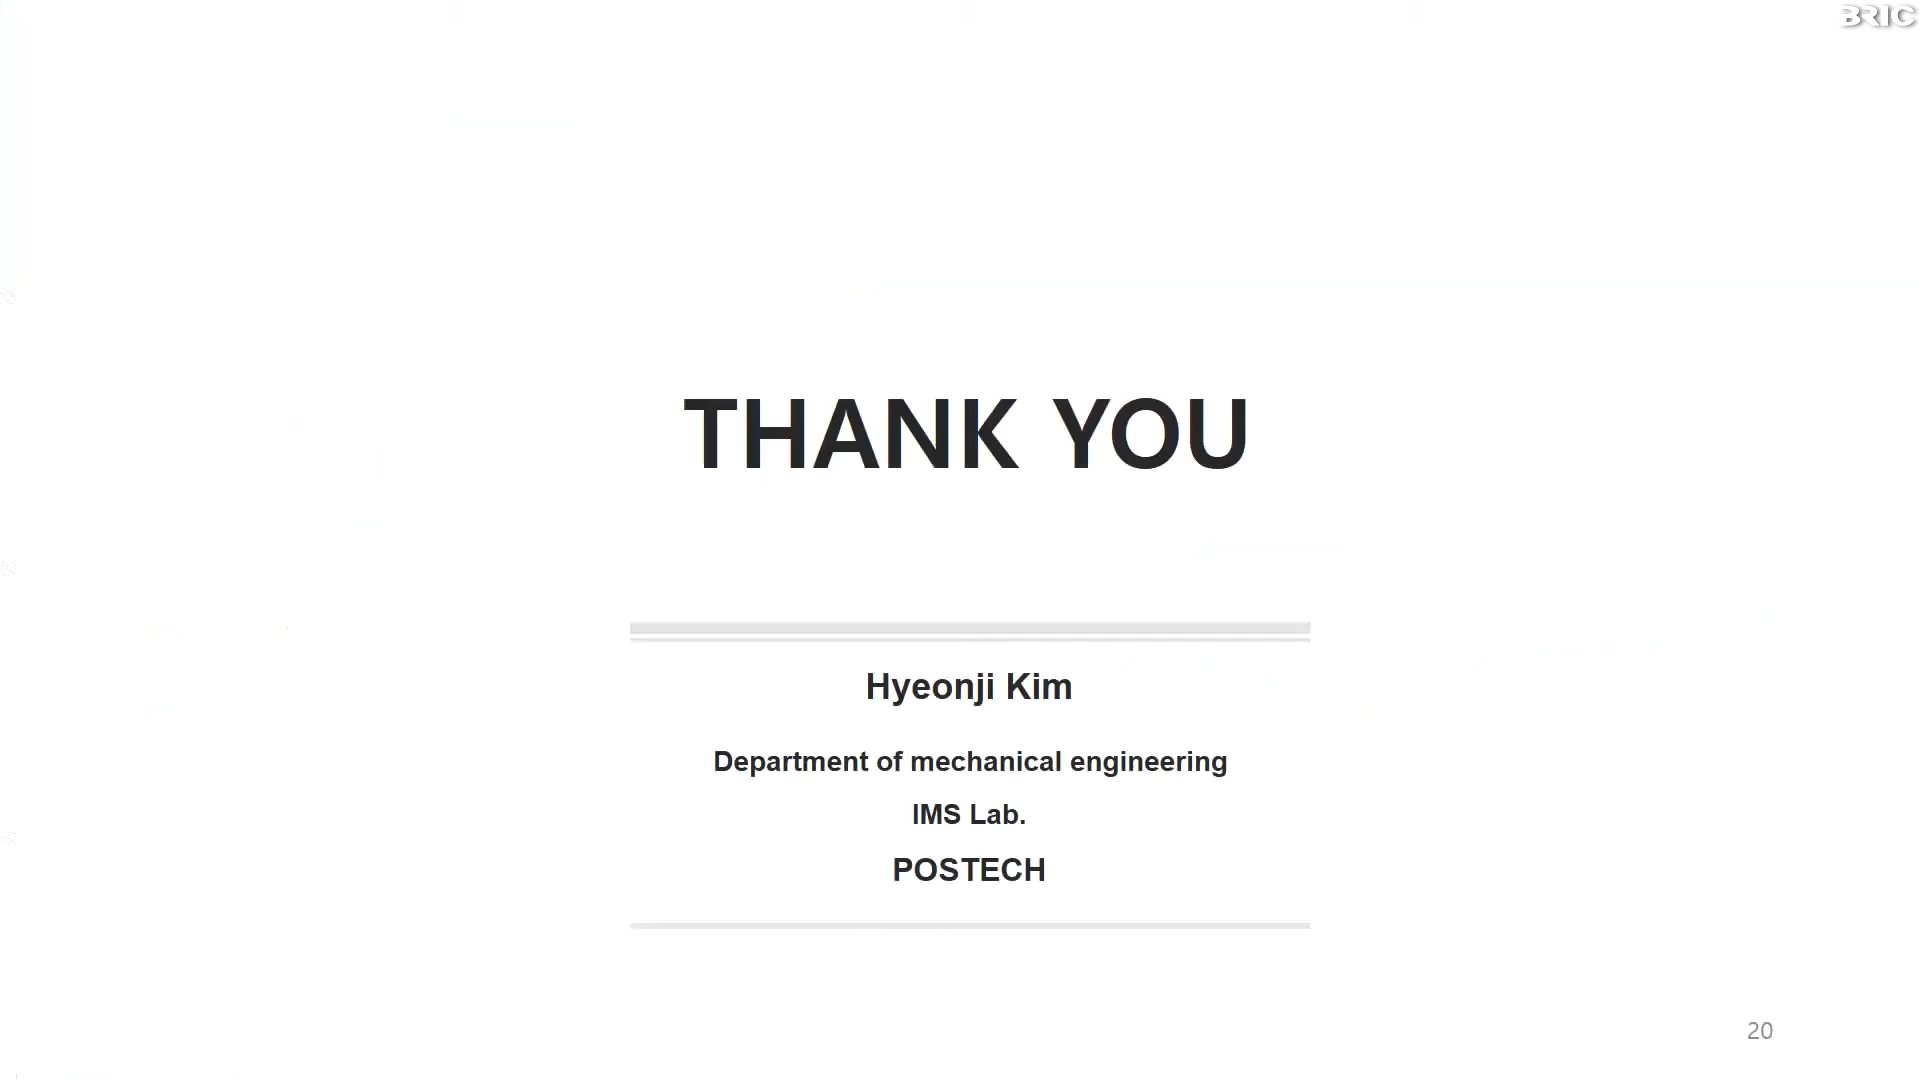 BRIC
THANK YOU
Hyeonji Kim
Department of mechanical engineering
IMS Lab.
POSTECH
20